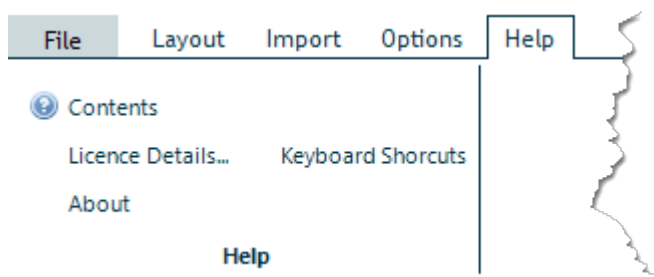 File Layout Import Options Help
Contents
Licence Details... Keyboard Shorcuts
About
Help